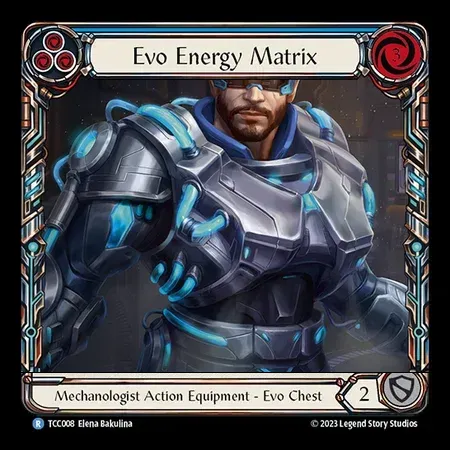 Evo Energy Matrix
3
Mechanologist Action Equipment - Evo Chest
2
R TCC008 Elena Bakulina
© 2023 Legend Story Studios